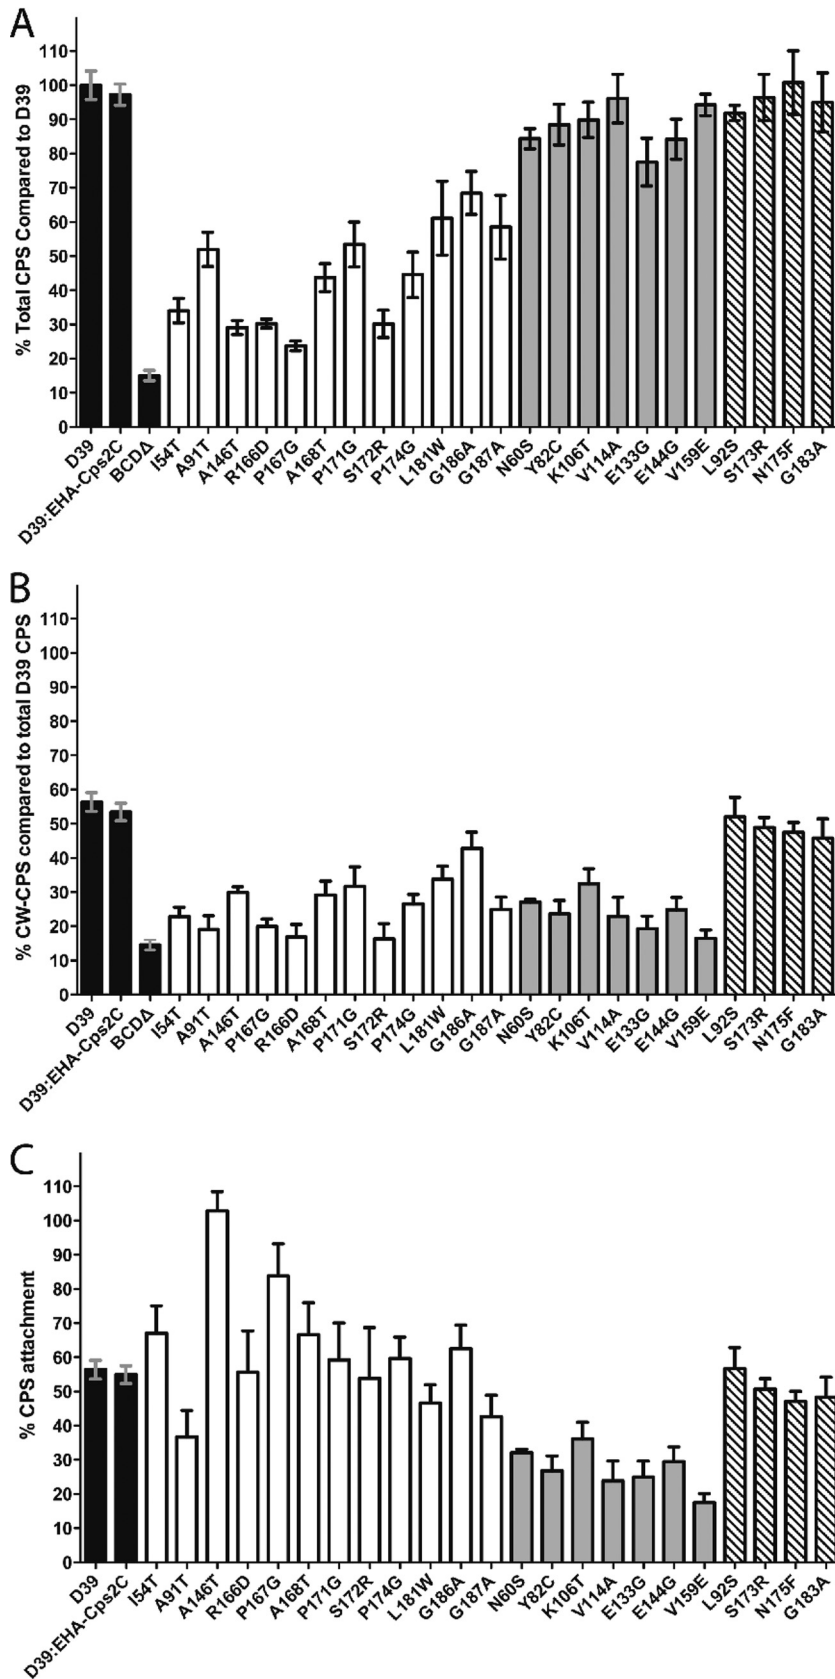 A
% Total CPS Compared to D39
110
100
90
80
70
60
50
40
30
20
10
0
D39
D39:EHA-Cps2C
BCDΔ
I54T
A91T
A146T
R166D
P167G
A168T
P171G
S172R
P174G
L181W
G186A
G187A
N60S
Y82C
K106T
V114A
E133G
E144G
V159E
L92S
S173R
N175F
G183A
B
% CW-CPS compared to total D39 CPS
110
100
90
80
70
60
50
40
30
20
10
0
D39
D39:EHA-Cps2C
BCDΔ
I54T
A91T
A146T
P167G
R166D
A168T
P171G
S172R
P174G
L181W
G186A
G187A
N60S
Y82C
K106T
V114A
E133G
E144G
V159E
L92S
S173R
N175F
G183A
C
% CPS attachment
110
100
90
80
70
60
50
40
30
20
10
0
D39
D39:EHA-Cps2C
I54T
A91T
A146T
R166D
P167G
A168T
P171G
S172R
P174G
L181W
G186A
G187A
N60S
Y82C
K106T
V114A
E133G
E144G
V159E
L92S
S173R
N175F
G183A